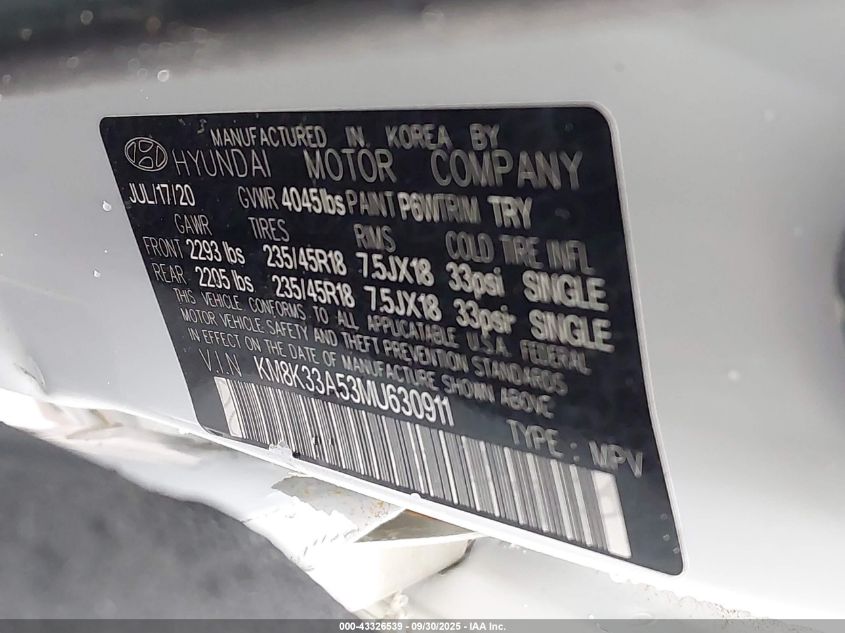 MANUFACTURED IN KOREA BY
HYUNDAI MOTOR COMPANY
JUL/17/20 GVWR 4045lbs PAINT P6W TRIM TRY
GAWR TIRES RIMS COLD TIRE INFL
FRONT 2293 lbs 235/45R18 7.5JX18 33psi SINGLE
REAR 2205 lbs 235/45R18 7.5JX18 33psi SINGLE
THIS VEHICLE CONFORMS TO ALL APPLICABLE U.S.A. FEDERAL
MOTOR VEHICLE SAFETY AND THEFT PREVENTION STANDARDS
IN EFFECT ON THE DATE OF MANUFACTURE SHOWN ABOVE
V.I.N KM8K33A53MU630911
TYPE : MPV
000-43326539 - 09/30/2025 - IAA Inc.